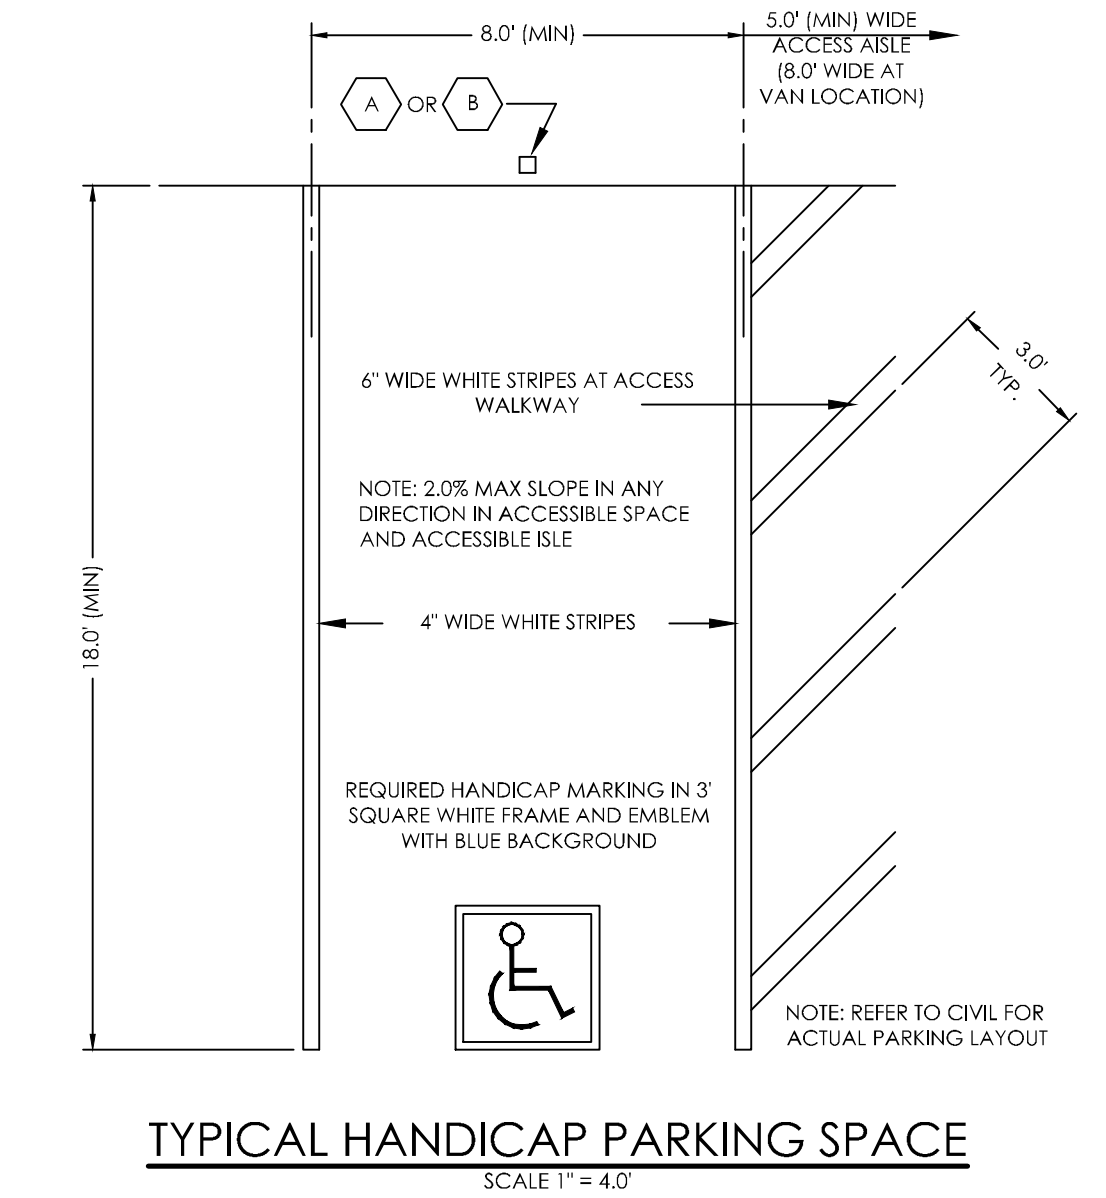 8.0' (MIN)
5.0' (MIN) WIDE
ACCESS AISLE
(8.0' WIDE AT
VAN LOCATION)
A OR B
3.0'
TYP.
6" WIDE WHITE STRIPES AT ACCESS
WALKWAY
NOTE: 2.0% MAX SLOPE IN ANY
DIRECTION IN ACCESSIBLE SPACE
AND ACCESSIBLE ISLE
18.0' (MIN)
4" WIDE WHITE STRIPES
REQUIRED HANDICAP MARKING IN 3'
SQUARE WHITE FRAME AND EMBLEM
WITH BLUE BACKGROUND
NOTE: REFER TO CIVIL FOR
ACTUAL PARKING LAYOUT
TYPICAL HANDICAP PARKING SPACE
SCALE 1" = 4.0'